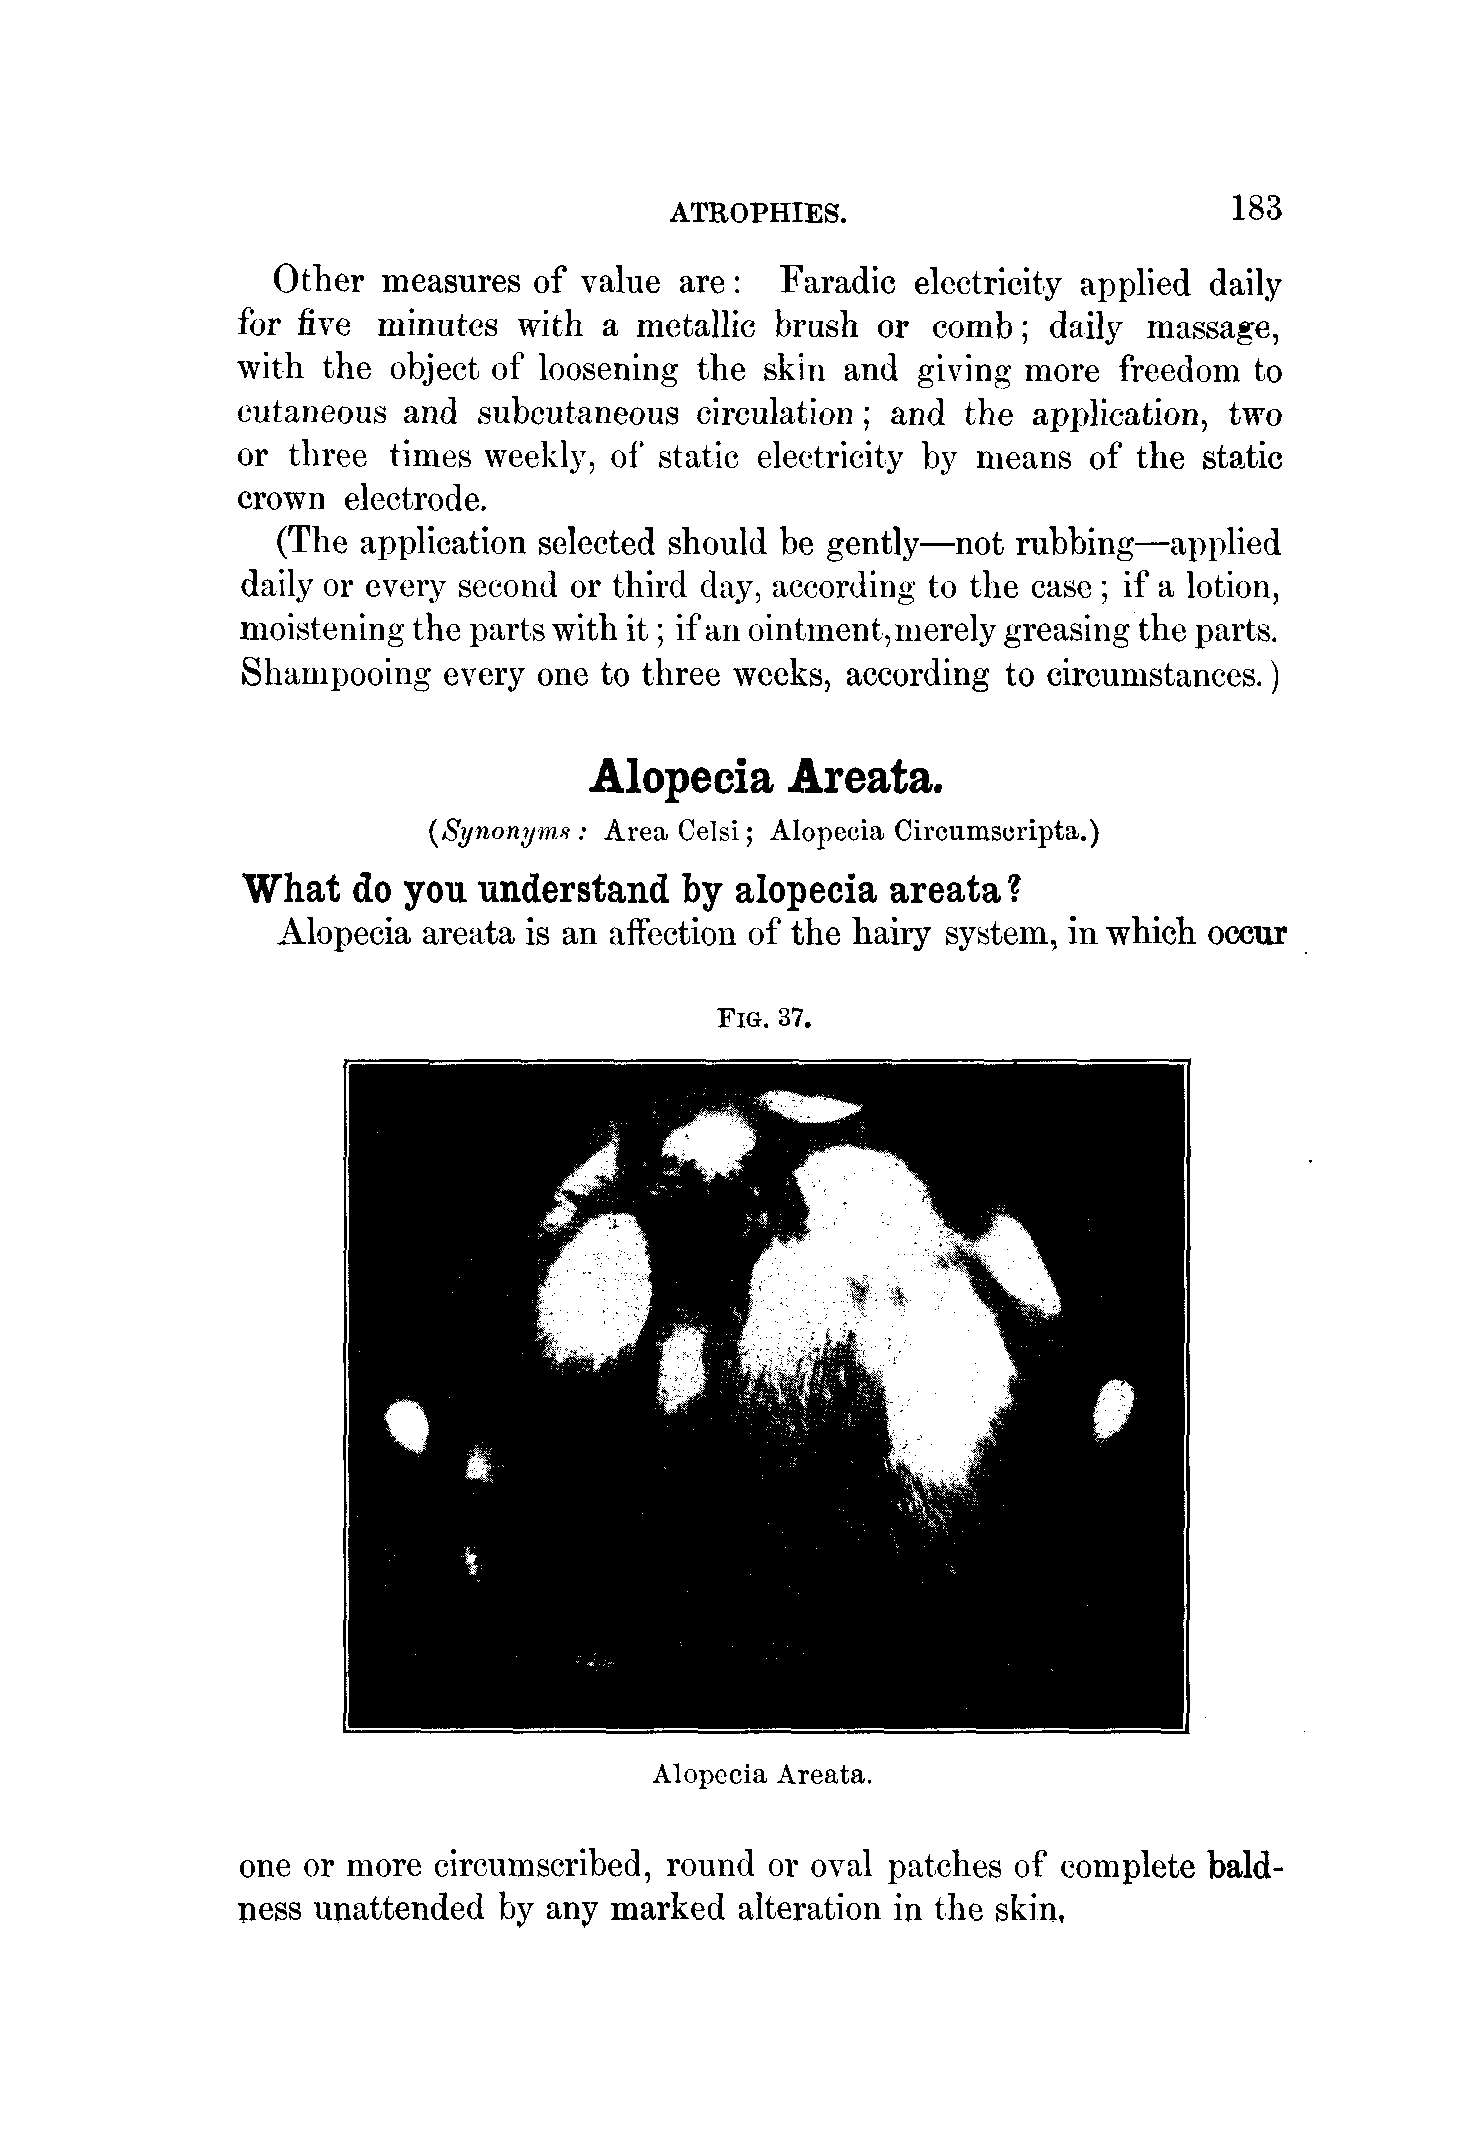 ATROPHIES. 183
Other measures of value are: Faradic electricity applied daily
for five minutes with a metallic brush or comb; daily massage,
with the object of loosening the skin and giving more freedom to
cutaneous and subcutaneous circulation; and the application, two
or three times weekly, of static electricity by means of the static
crown electrode.
(The application selected should be gently—not rubbing—applied
daily or every second or third day, according to the case; if a lotion,
moistening the parts with it; if an ointment, merely greasing the parts.
Shampooing every one to three weeks, according to circumstances.)
Alopecia Areata.
(Synonyms: Area Celsi; Alopecia Circumscripta.)
What do you understand by alopecia areata?
Alopecia areata is an affection of the hairy system, in which occur
FIG. 37.
Alopecia Areata.
one or more circumscribed, round or oval patches of complete bald-
ness unattended by any marked alteration in the skin.